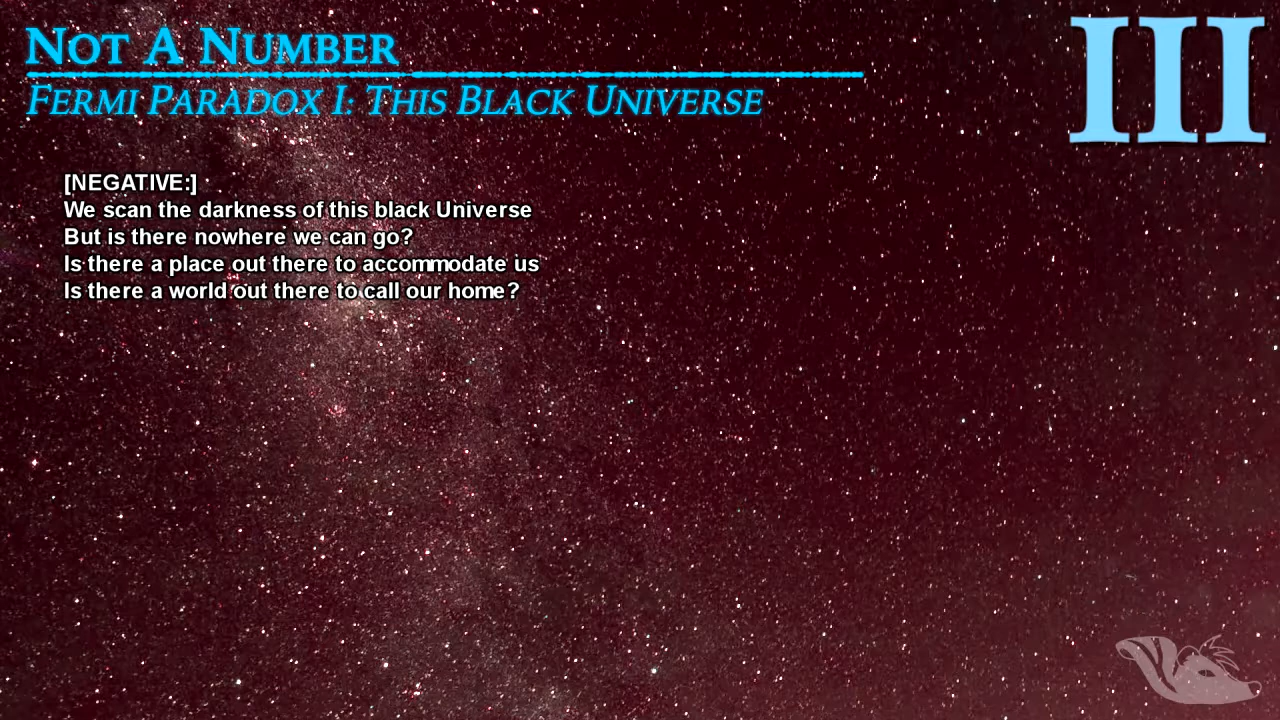 Not A Number
Fermi Paradox I: This Black Universe
III
[NEGATIVE:]
We scan the darkness of this black Universe
But is there nowhere we can go?
Is there a place out there to accommodate us
Is there a world out there to call our home?